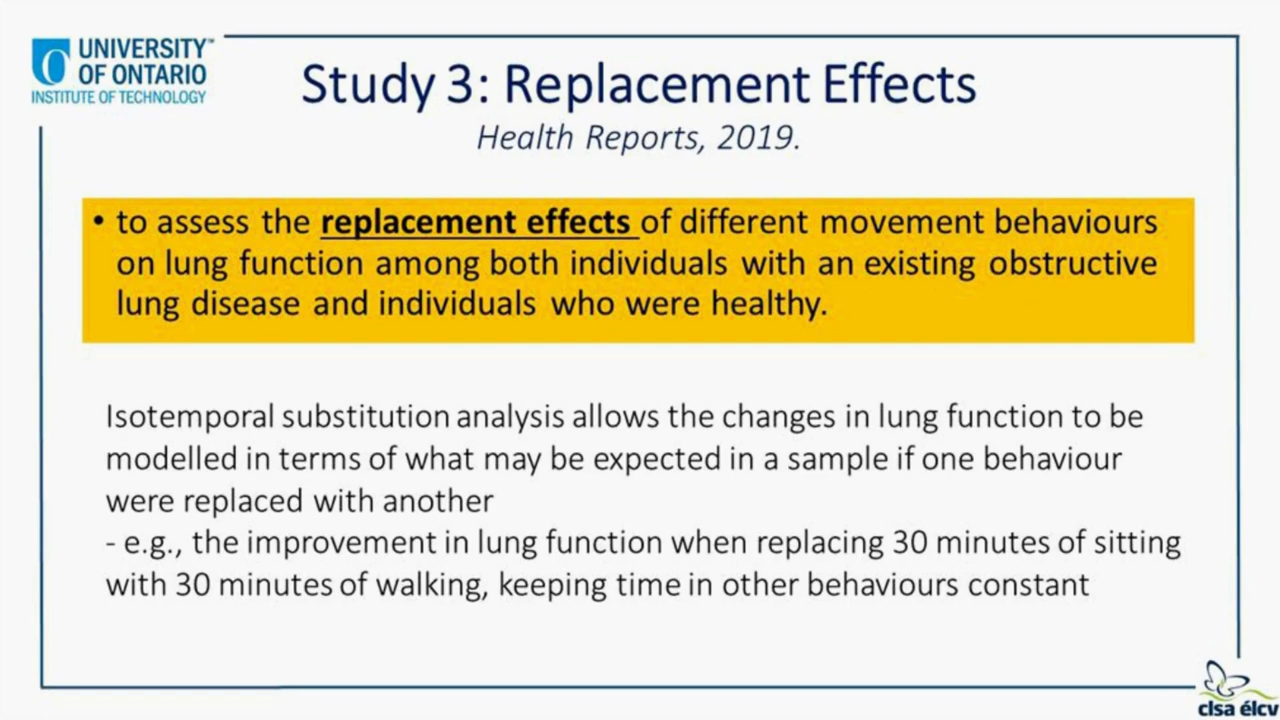 UNIVERSITY™
OF ONTARIO
INSTITUTE OF TECHNOLOGY
Study 3: Replacement Effects
Health Reports, 2019.
• to assess the replacement effects of different movement behaviours
on lung function among both individuals with an existing obstructive
lung disease and individuals who were healthy.
Isotemporal substitution analysis allows the changes in lung function to be
modelled in terms of what may be expected in a sample if one behaviour
were replaced with another
- e.g., the improvement in lung function when replacing 30 minutes of sitting
with 30 minutes of walking, keeping time in other behaviours constant
clsa élcv